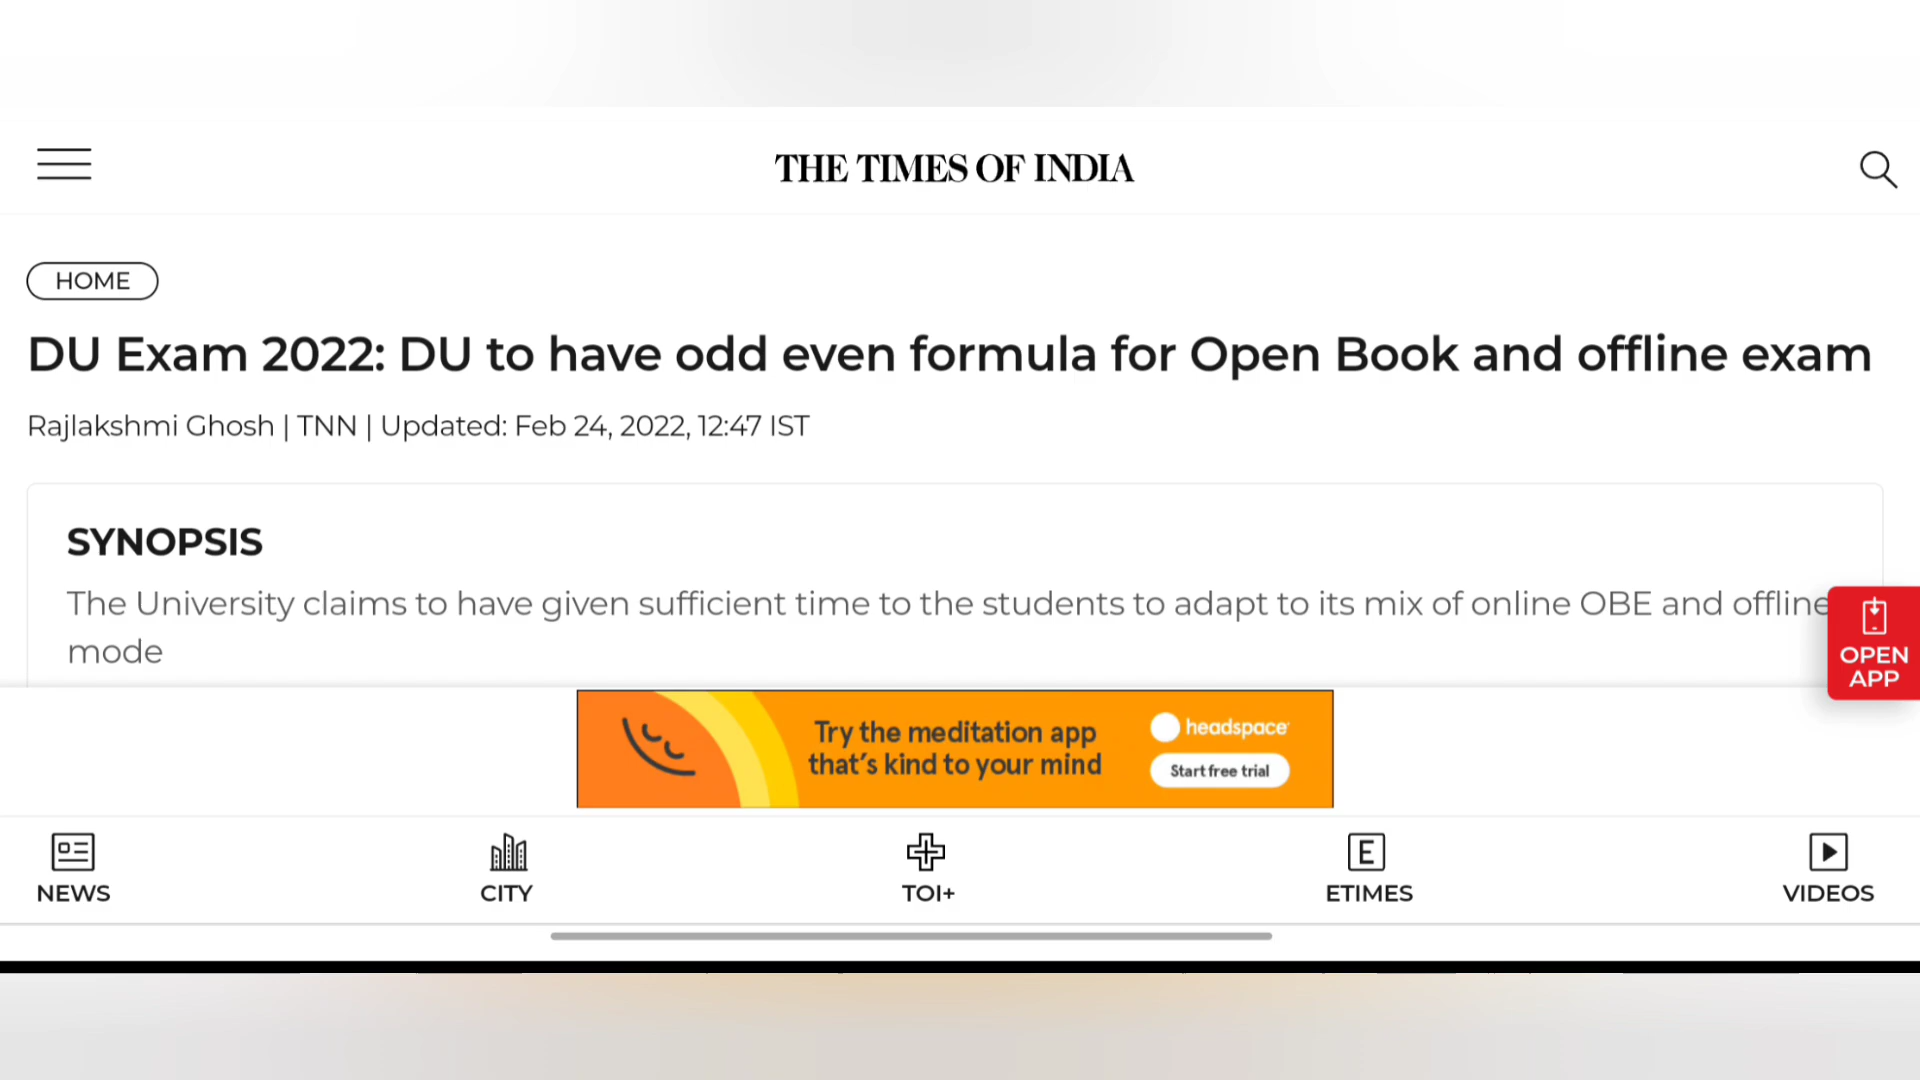 THE TIMES OF INDIA
HOME
DU Exam 2022: DU to have odd even formula for Open Book and offline exam
Rajlakshmi Ghosh | TNN | Updated: Feb 24, 2022, 12:47 IST
SYNOPSIS
The University claims to have given sufficient time to the students to adapt to its mix of online OBE and offline
mode
OPEN
APP
Try the meditation app
that's kind to your mind
headspace
Start free trial
NEWS
CITY
TOI+
E
ETIMES
VIDEOS